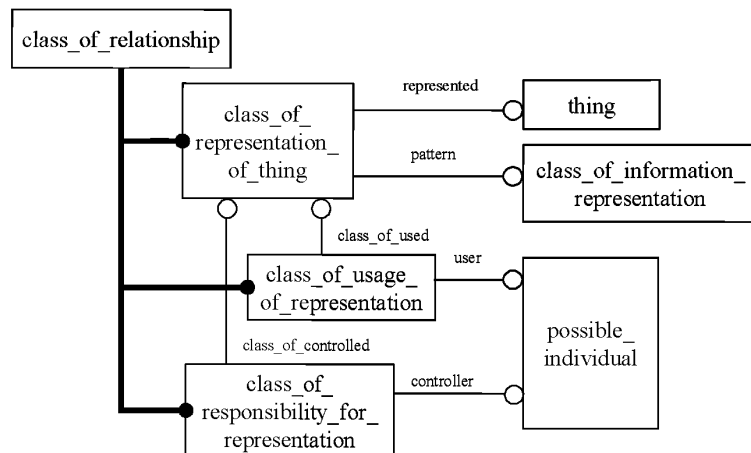 class_of_relationship
represented
class_of_
representation_
of_thing
thing
pattern
class_of_information_
representation
class_of_used
user
class_of_usage_
of_representation
possible_
individual
class_of_controlled
controller
class_of_
responsibility_for_
representation